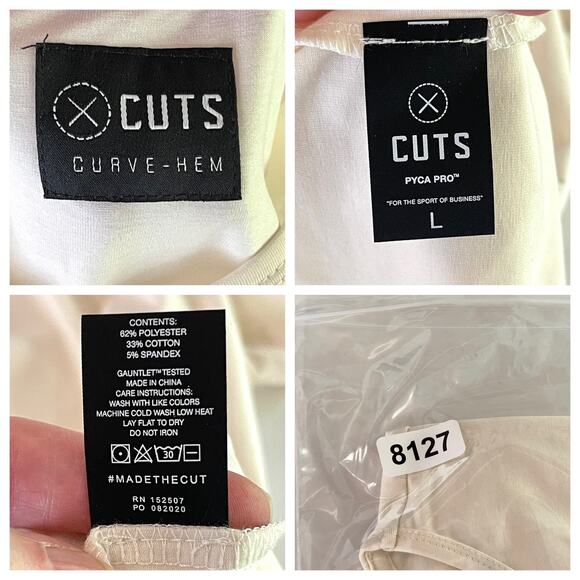 CUTS
CURVE-HEM
CUTS
PYCA PRO™
"FOR THE SPORT OF BUSINESS"
L
CONTENTS:
62% POLYESTER
33% COTTON
5% SPANDEX
GAUNTLET™TESTED
MADE IN CHINA
CARE INSTRUCTIONS:
WASH WITH LIKE COLORS
MACHINE COLD WASH LOW HEAT
LAY FLAT TO DRY
DO NOT IRON
30
#MADETHECUT
RN 152507
PO 082020
8127